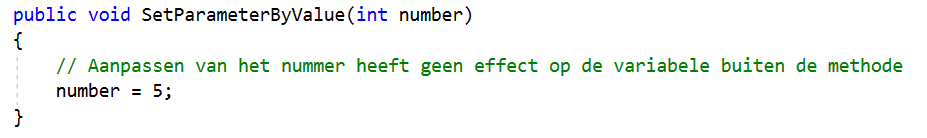 public void SetParameterByValue(int number)
{
    // Aanpassen van het nummer heeft geen effect op de variabele buiten de methode
    number = 5;
}